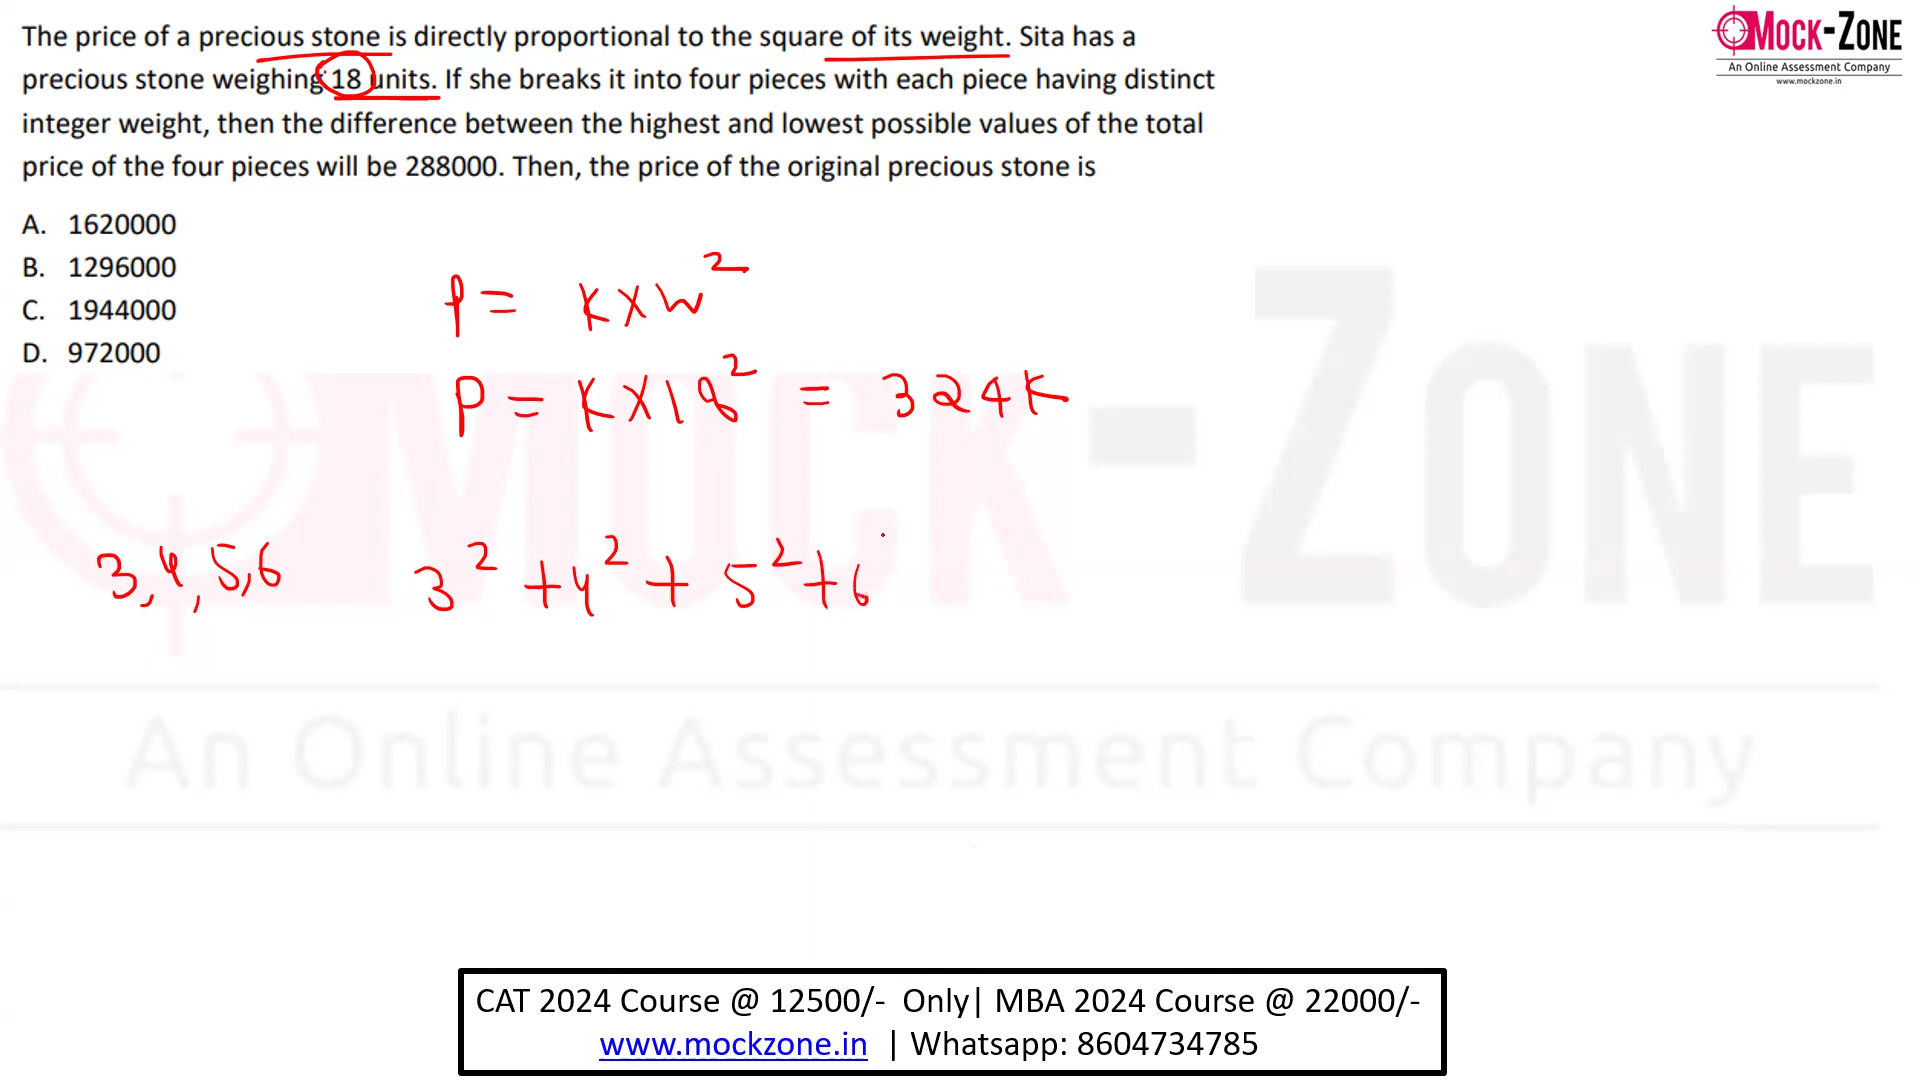 The price of a precious stone is directly proportional to the square of its weight. Sita has a
precious stone weighing 18 units. If she breaks it into four pieces with each piece having distinct
integer weight, then the difference between the highest and lowest possible values of the total
price of the four pieces will be 288000. Then, the price of the original precious stone is
A. 1620000
B. 1296000
C. 1944000
D. 972000
MOCK-ZONE
An Online Assessment Company
www.mockzone.in
P = K X W²
P = K X 18² = 324K
3, 4, 5, 6 3² + 4² + 5² + 6
MOCK-ZONE
An Online Assessment Company
CAT 2024 Course @ 12500/- Only| MBA 2024 Course @ 22000/-
www.mockzone.in | Whatsapp: 8604734785